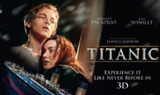 DiCAPRIO WINSLET
JAMES CAMERON
TITANIC
EXPERIENCE IT
LIKE NEVER BEFORE IN
3D